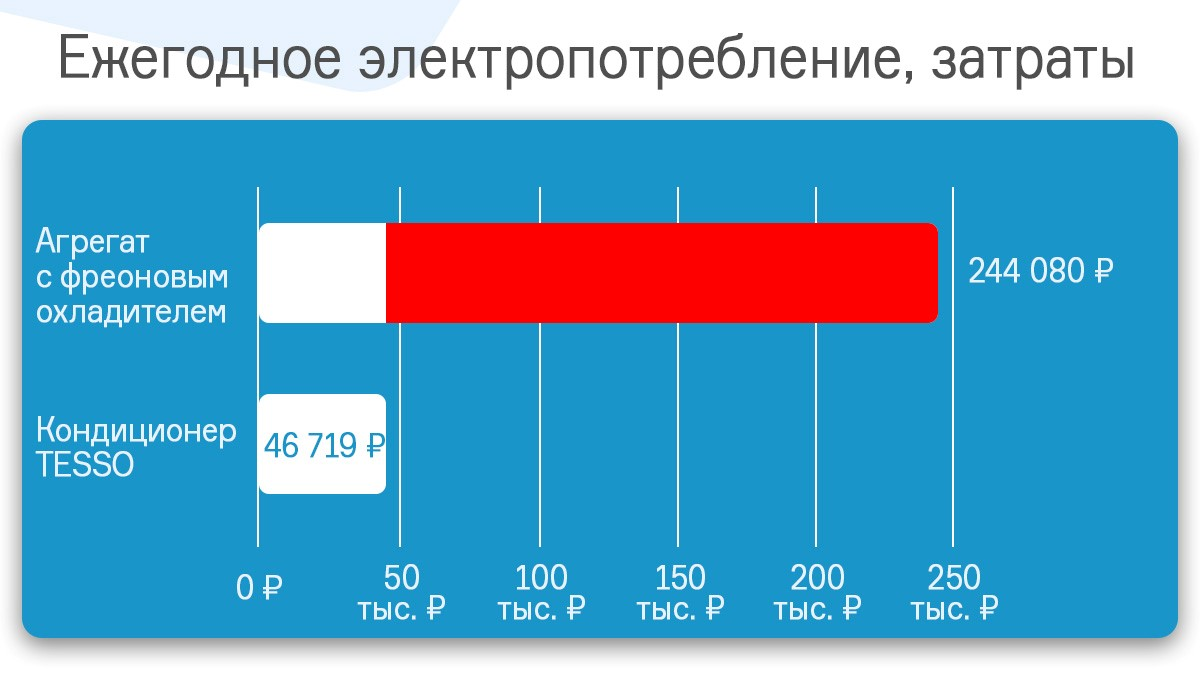 Ежегодное электропотребление, затраты
Агрегат
с фреоновым
охладителем
244 080 ₽
Кондиционер
TESSO
46 719 ₽
0 ₽
50
тыс. ₽
100
тыс. ₽
150
тыс. ₽
200
тыс. ₽
250
тыс. ₽